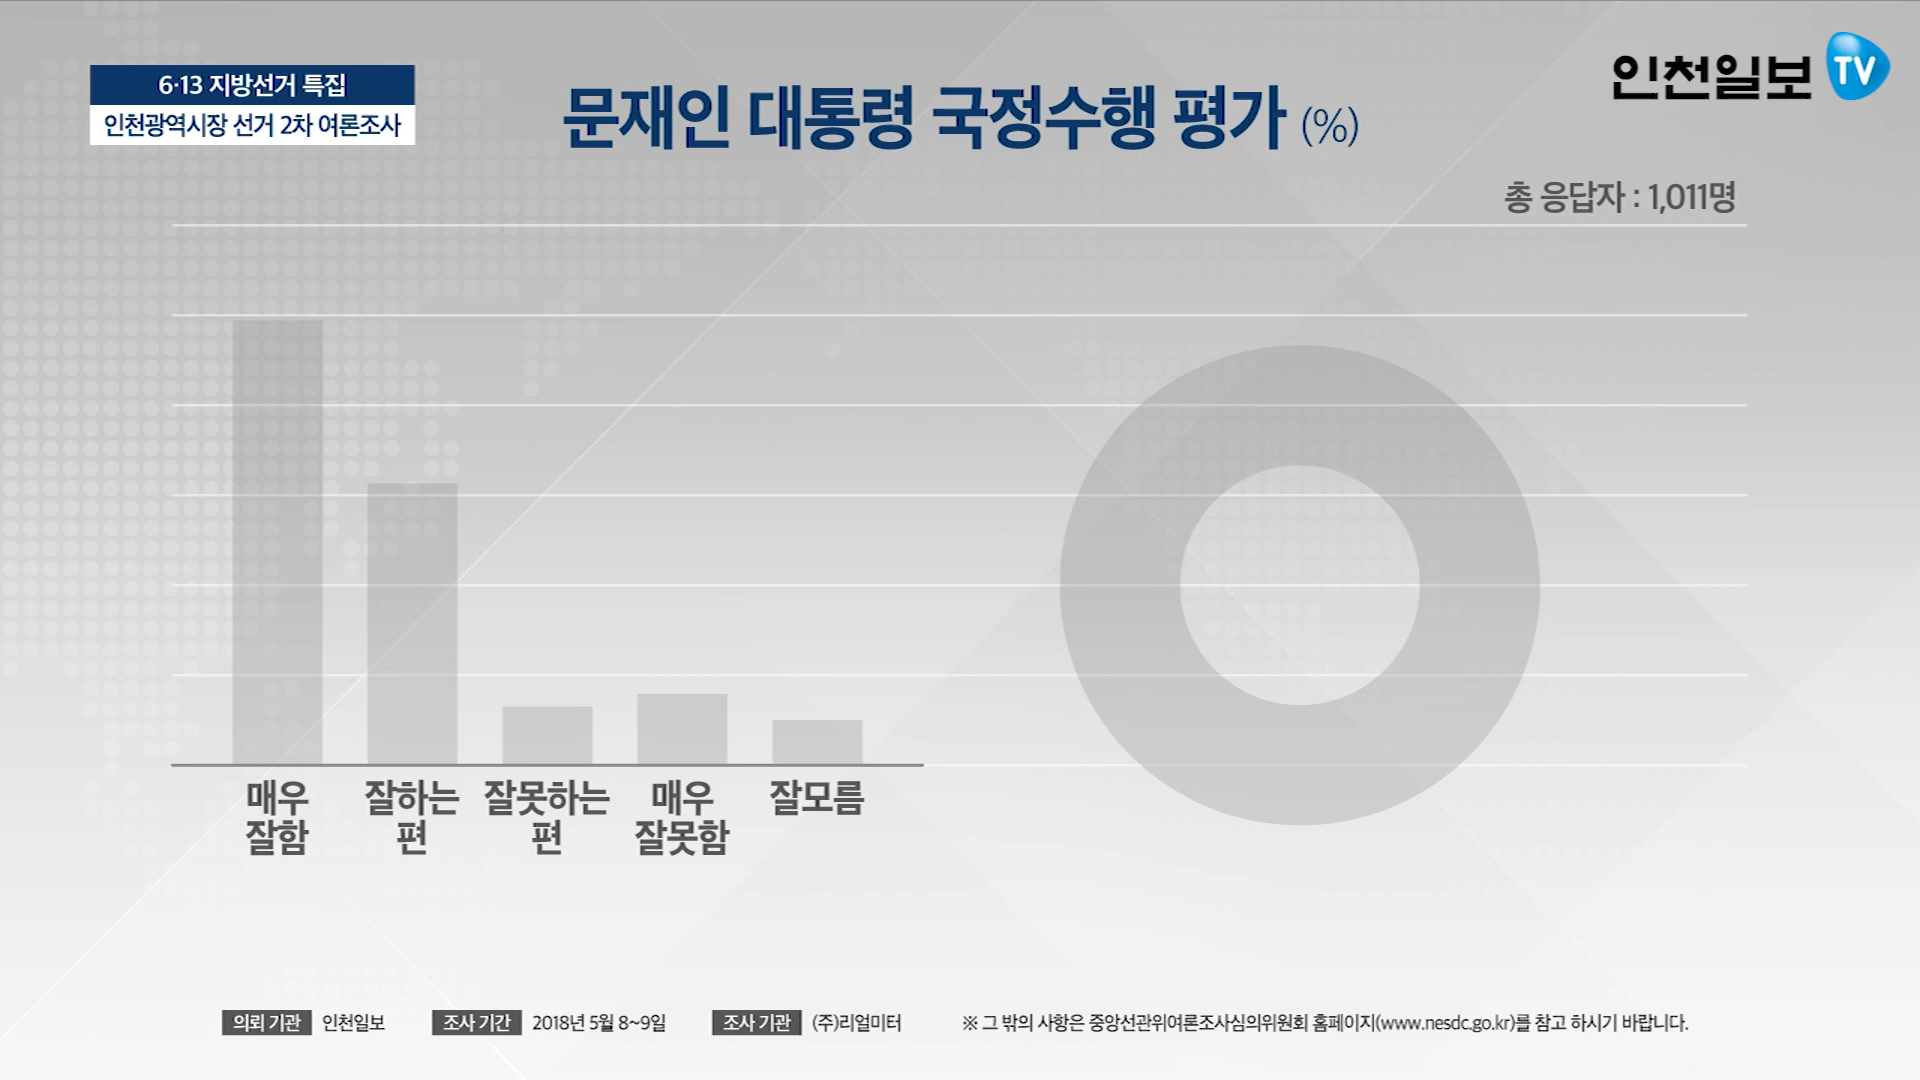 6·13 지방선거 특집
인천광역시장 선거 2차 여론조사
문재인 대통령 국정수행 평가 (%)
인천일보 TV
총 응답자 : 1,011명
매우 잘함
잘하는 편
잘못하는 편
매우 잘못함
잘모름
의뢰 기관 인천일보 조사 기간 2018년 5월 8~9일 조사 기관 (주)리얼미터 ※ 그 밖의 사항은 중앙선관위여론조사심의위원회 홈페이지(www.nesdc.go.kr)를 참고 하시기 바랍니다.